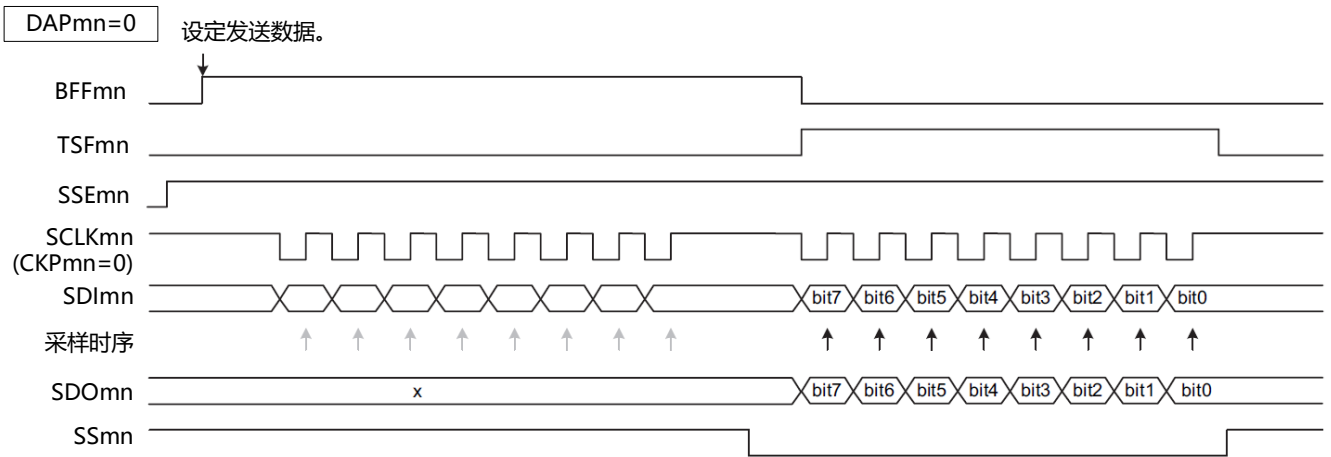 DAPmn=0
设定发送数据。
BFFmn
TSFmn
SSEmn
SCLKmn
(CKPmn=0)
SDImn
bit7 bit6 bit5 bit4 bit3 bit2 bit1 bit0
采样时序
SDOmn
x
bit7 bit6 bit5 bit4 bit3 bit2 bit1 bit0
SSmn